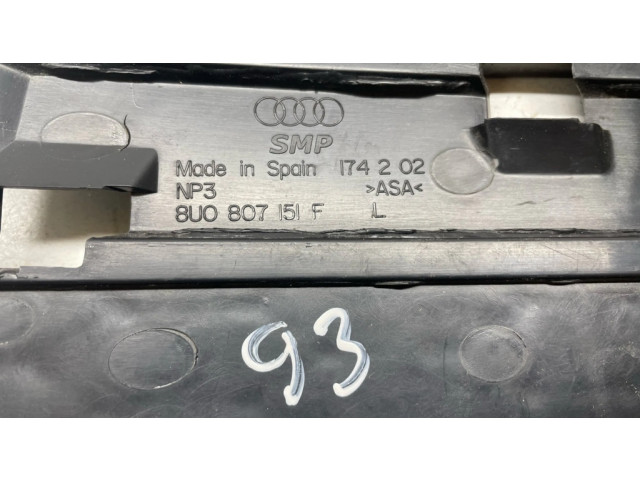 SMP
Made in Spain 174 2 02
NP3 >ASA<
8U0 807 151 F L
93